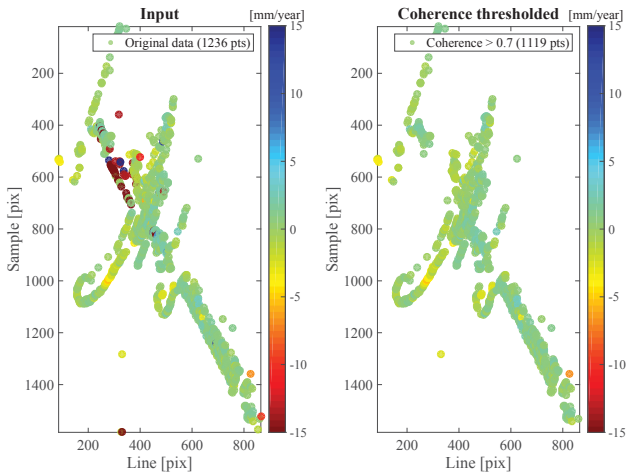 Input
[mm/year]
Original data (1236 pts)
Sample [pix]
200
400
600
800
1000
1200
1400
200 400 600 800
Line [pix]
15
10
5
0
-5
-10
-15
Coherence thresholded
[mm/year]
Coherence > 0.7 (1119 pts)
Sample [pix]
200
400
600
800
1000
1200
1400
200 400 600 800
Line [pix]
15
10
5
0
-5
-10
-15